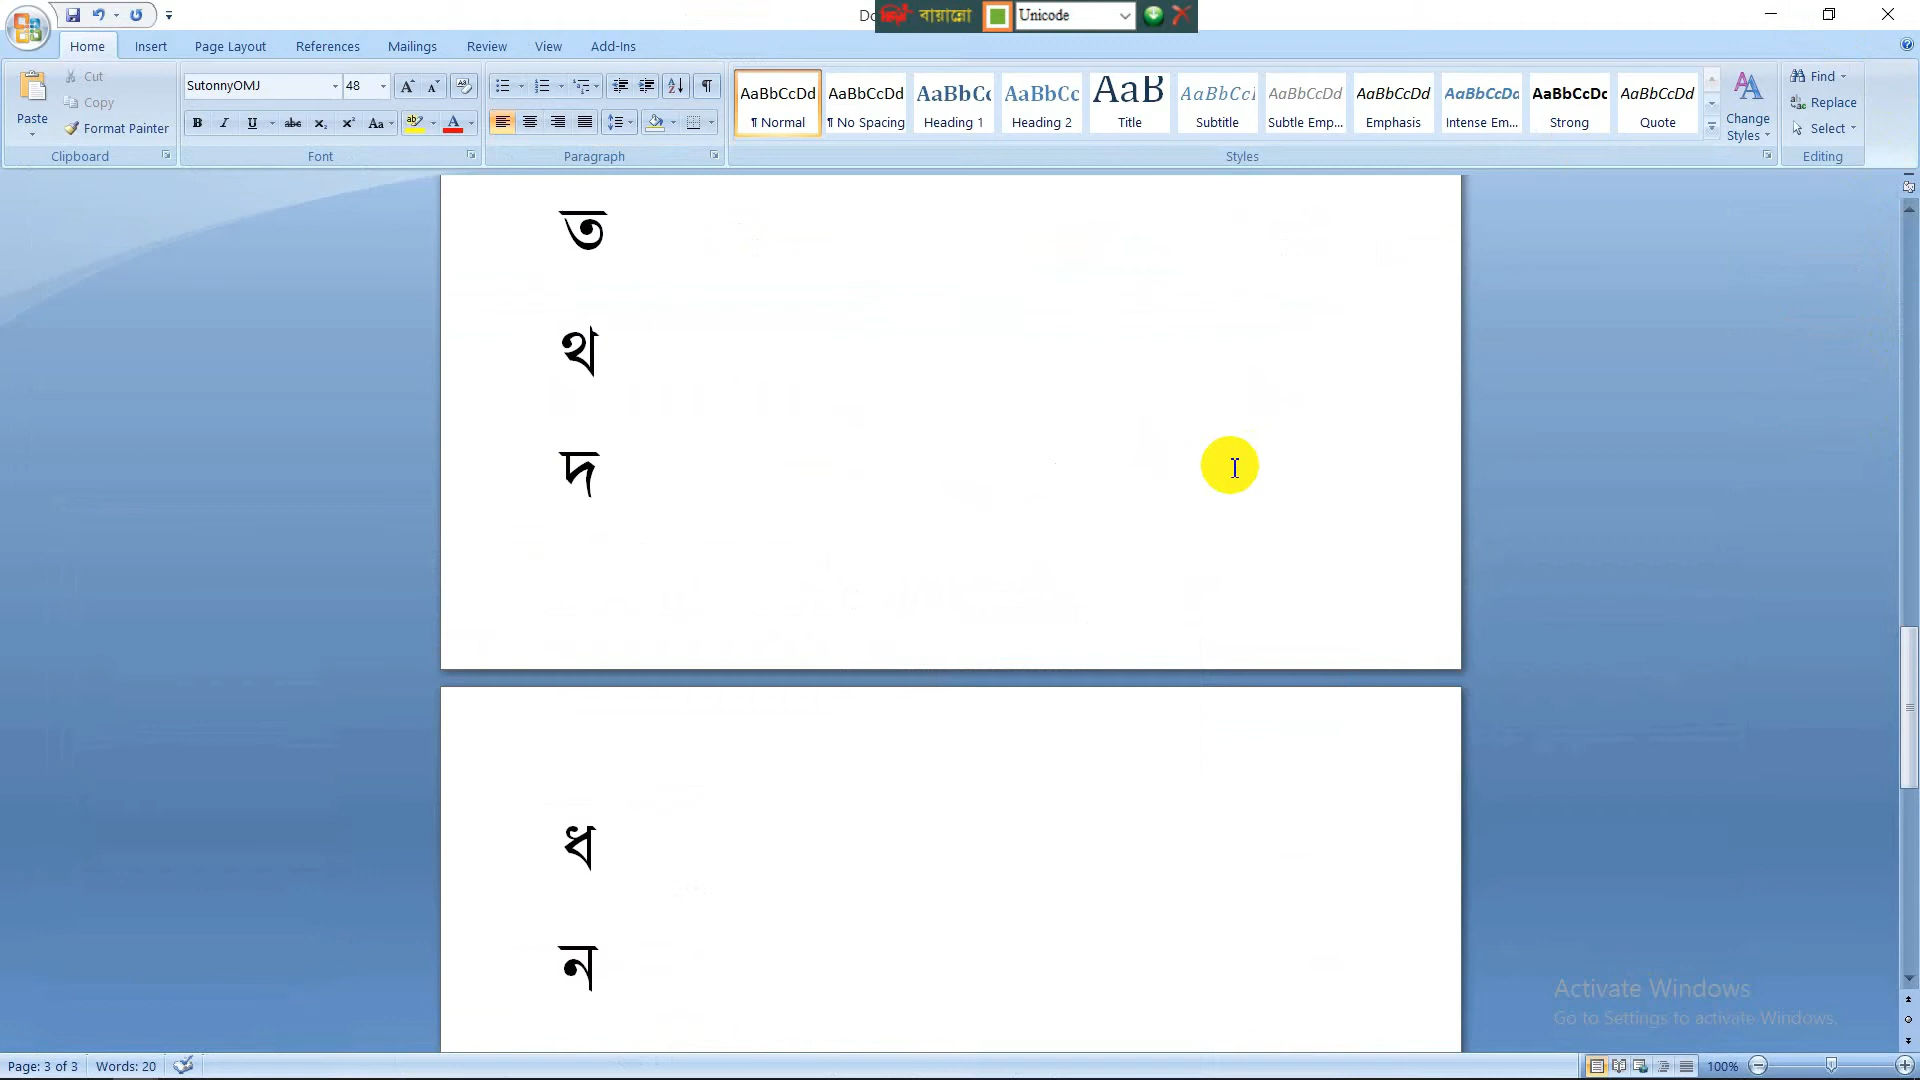 বায়ান্নো Unicode
Home Insert Page Layout References Mailings Review View Add-Ins
Paste Cut Copy Format Painter Clipboard
SutonnyOMJ 48 Font
Paragraph
AaBbCcDd ¶ Normal
AaBbCcDd ¶ No Spacing
AaBbCc Heading 1
AaBbCc Heading 2
AaB Title
AaBbCcI Subtitle
AaBbCcDd Subtle Emp...
AaBbCcDd Emphasis
AaBbCcDd Intense Em...
AaBbCcDd Strong
AaBbCcDd Quote
Change Styles
Styles
Find Replace Select Editing
ত
থ
দ
ধ
ন
Activate Windows
Go to Settings to activate Windows.
Page: 3 of 3 Words: 20 100%